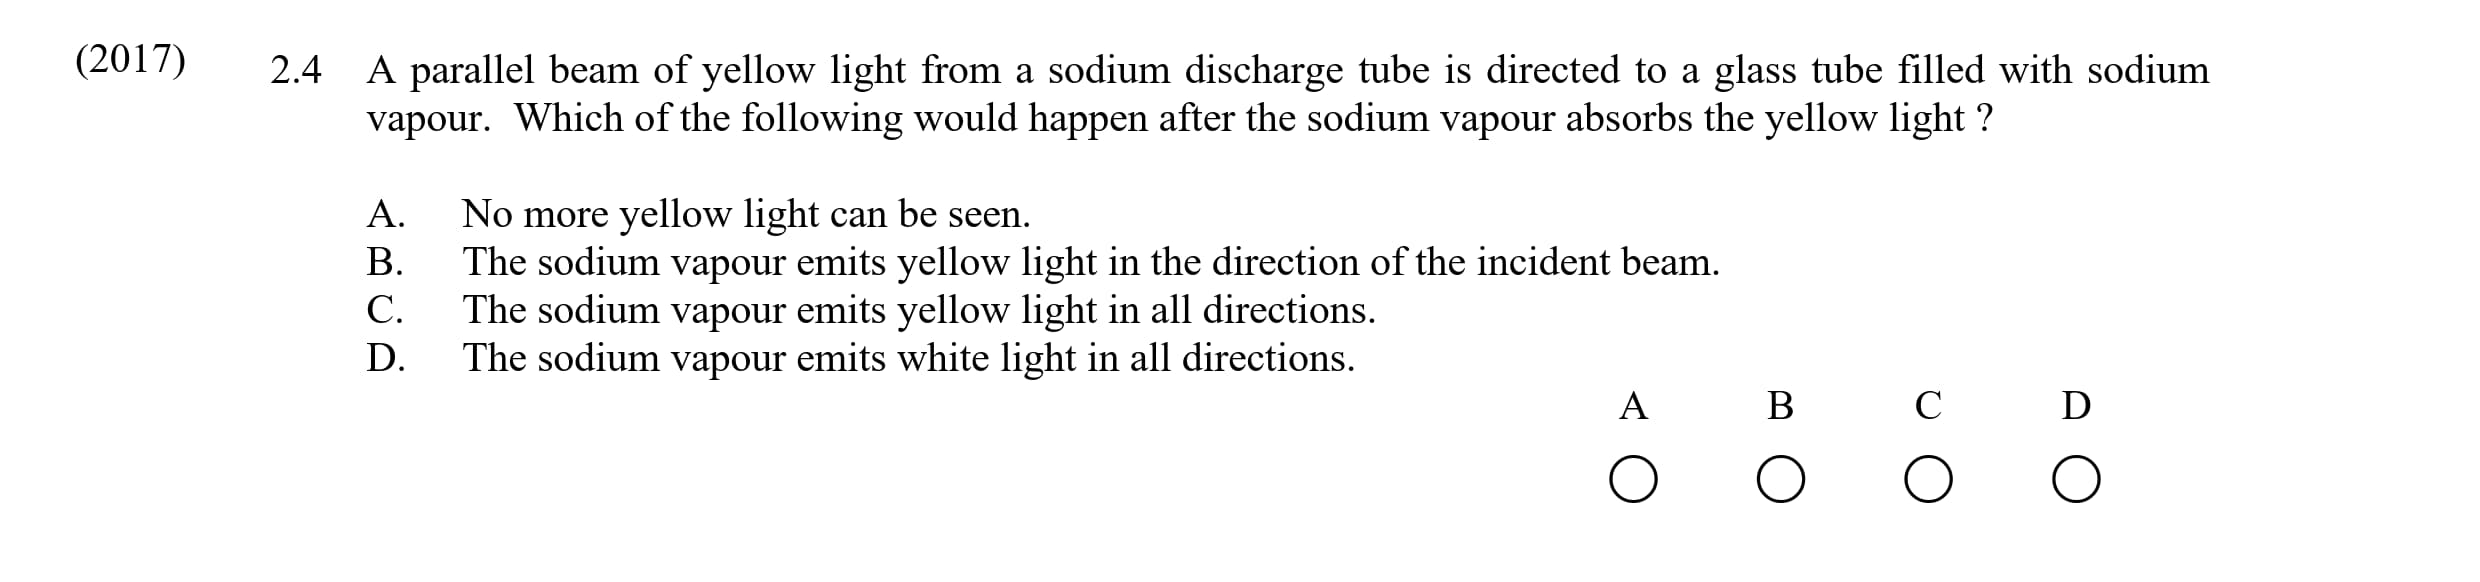 (2017) 2.4 A parallel beam of yellow light from a sodium discharge tube is directed to a glass tube filled with sodium
vapour. Which of the following would happen after the sodium vapour absorbs the yellow light ?
A. No more yellow light can be seen.
B. The sodium vapour emits yellow light in the direction of the incident beam.
C. The sodium vapour emits yellow light in all directions.
D. The sodium vapour emits white light in all directions.
A B C D